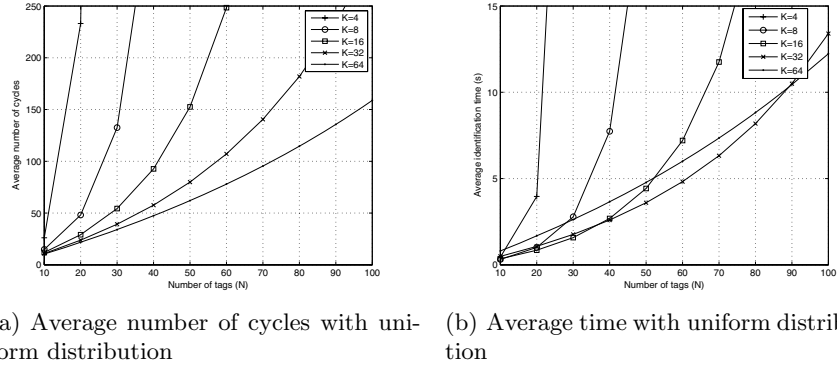 250
200
150
100
50
0
Average number of cycles
10 20 30 40 50 60 70 80 90 100
Number of tags (N)
K=4
K=8
K=16
K=32
K=64
15
10
5
0
Average identification time (s)
10 20 30 40 50 60 70 80 90 100
Number of tags (N)
K=4
K=8
K=16
K=32
K=64
a) Average number of cycles with uni-
orm distribution
(b) Average time with uniform distrib
tion